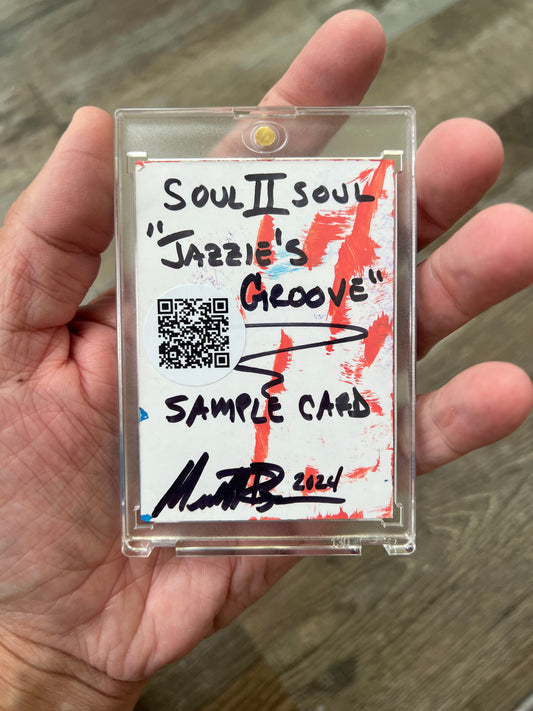 SOUL II SOUL
"JAZZIE'S
GROOVE"
SAMPLE CARD
2024